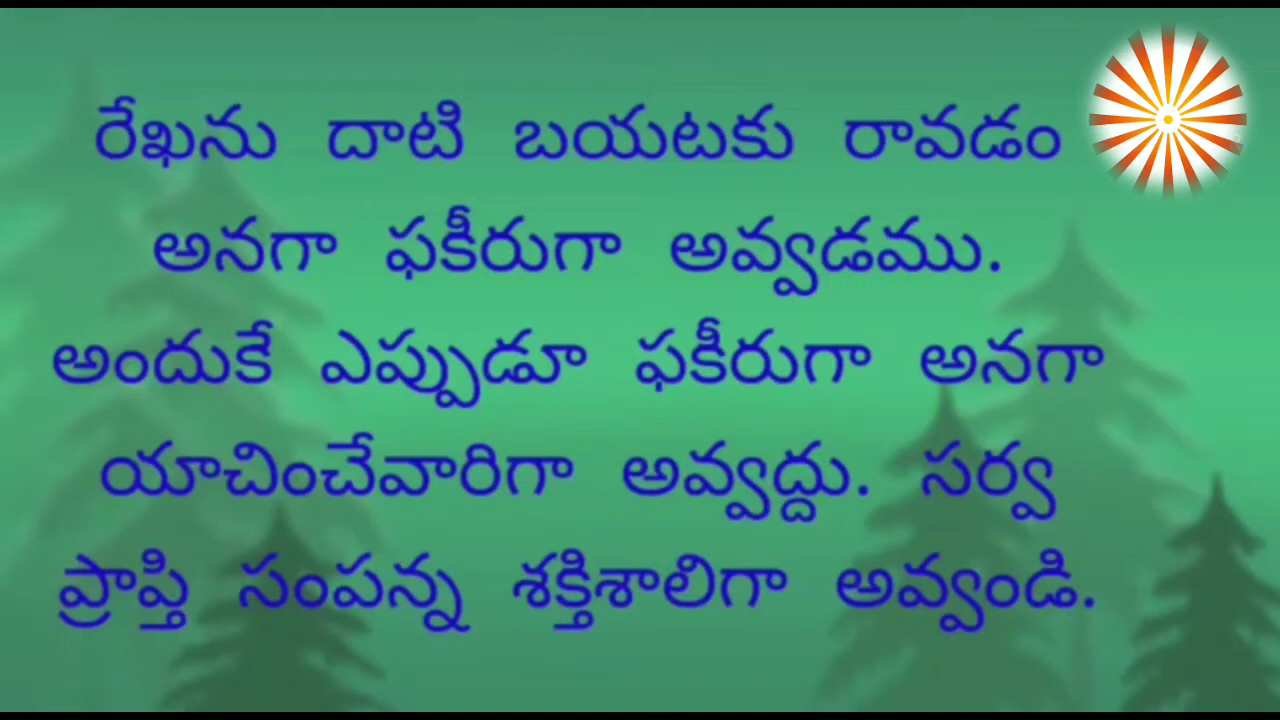 రేఖను దాటి బయటకు రావడం
అనగా ఫకీరుగా అవ్వడము.
అందుకే ఎప్పుడూ ఫకీరుగా అనగా
యాచించేవారిగా అవ్వద్దు. సర్వ
ప్రాప్తి సంపన్న శక్తిశాలిగా అవ్వండి.